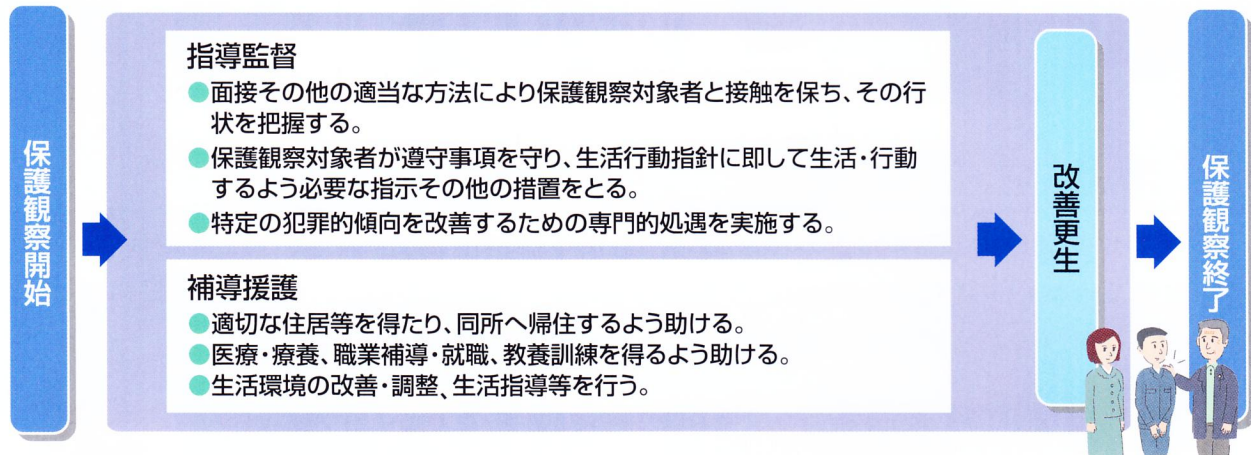 保護観察開始
指導監督
●面接その他の適当な方法により保護観察対象者と接触を保ち、その行
状を把握する。
●保護観察対象者が遵守事項を守り、生活行動指針に即して生活・行動
するよう必要な指示その他の措置をとる。
●特定の犯罪的傾向を改善するための専門的処遇を実施する。
補導援護
●適切な住居等を得たり、同所へ帰住するよう助ける。
●医療・療養、職業補導・就職、教養訓練を得るよう助ける。
●生活環境の改善・調整、生活指導等を行う。
改善更生
保護観察終了